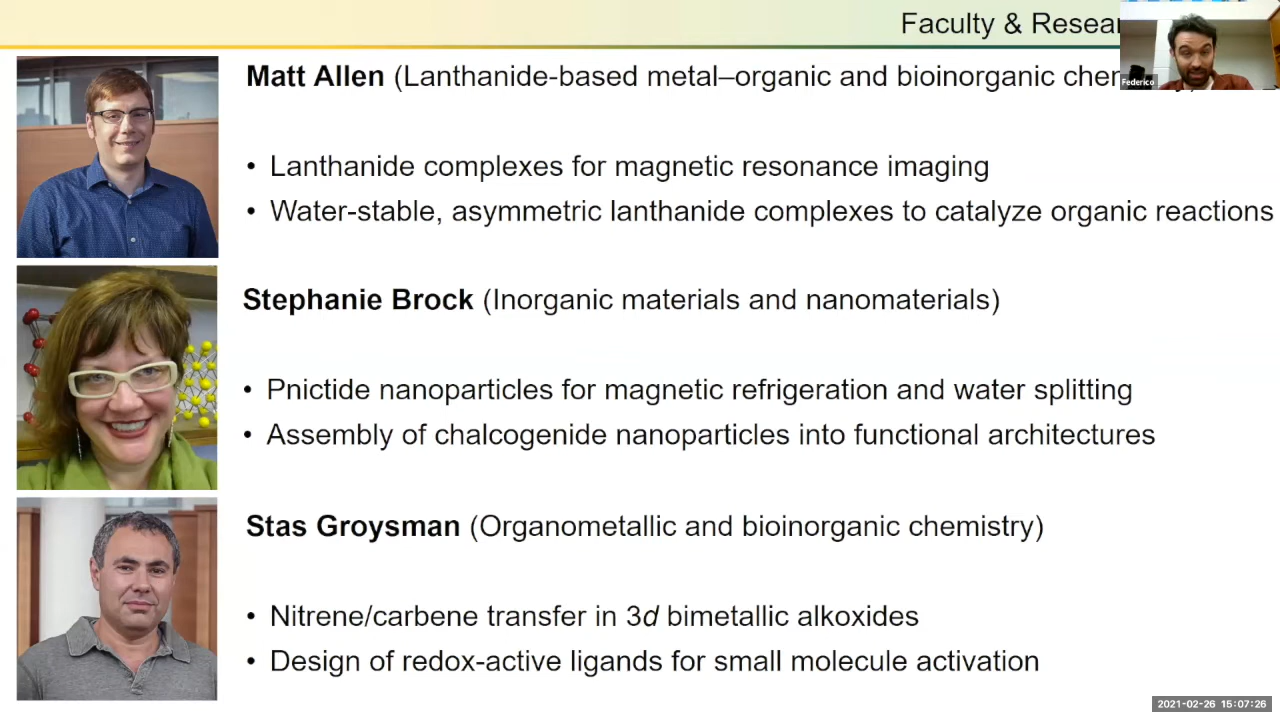 Faculty & Resear
Federico
Matt Allen (Lanthanide-based metal–organic and bioinorganic chem
• Lanthanide complexes for magnetic resonance imaging
• Water-stable, asymmetric lanthanide complexes to catalyze organic reactions
Stephanie Brock (Inorganic materials and nanomaterials)
• Pnictide nanoparticles for magnetic refrigeration and water splitting
• Assembly of chalcogenide nanoparticles into functional architectures
Stas Groysman (Organometallic and bioinorganic chemistry)
• Nitrene/carbene transfer in 3d bimetallic alkoxides
• Design of redox-active ligands for small molecule activation
2021-02-26 15:07:26